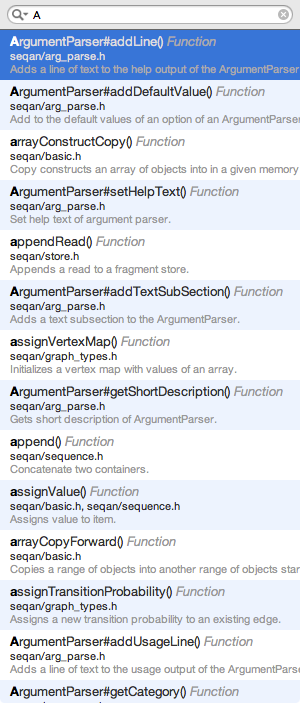 A
ArgumentParser#addLine() Function
seqan/arg_parse.h
Adds a line of text to the help output of the ArgumentParser
ArgumentParser#addDefaultValue() Function
seqan/arg_parse.h
Add to the default values of an option of an ArgumentParser
arrayConstructCopy() Function
seqan/basic.h
Copy constructs an array of objects into in a given memory
ArgumentParser#setHelpText() Function
seqan/arg_parse.h
Set help text of argument parser.
appendRead() Function
seqan/store.h
Appends a read to a fragment store.
ArgumentParser#addTextSubSection() Function
seqan/arg_parse.h
Adds a text subsection to the ArgumentParser.
assignVertexMap() Function
seqan/graph_types.h
Initializes a vertex map with values of an array.
ArgumentParser#getShortDescription() Function
seqan/arg_parse.h
Gets short description of ArgumentParser.
append() Function
seqan/sequence.h
Concatenate two containers.
assignValue() Function
seqan/basic.h, seqan/sequence.h
Assigns value to item.
arrayCopyForward() Function
seqan/basic.h
Copies a range of objects into another range of objects star
assignTransitionProbability() Function
seqan/graph_types.h
Assigns a new transition probability to an existing edge.
ArgumentParser#addUsageLine() Function
seqan/arg_parse.h
Adds a line of text to the usage output of the ArgumentParse
ArgumentParser#getCategory() Function